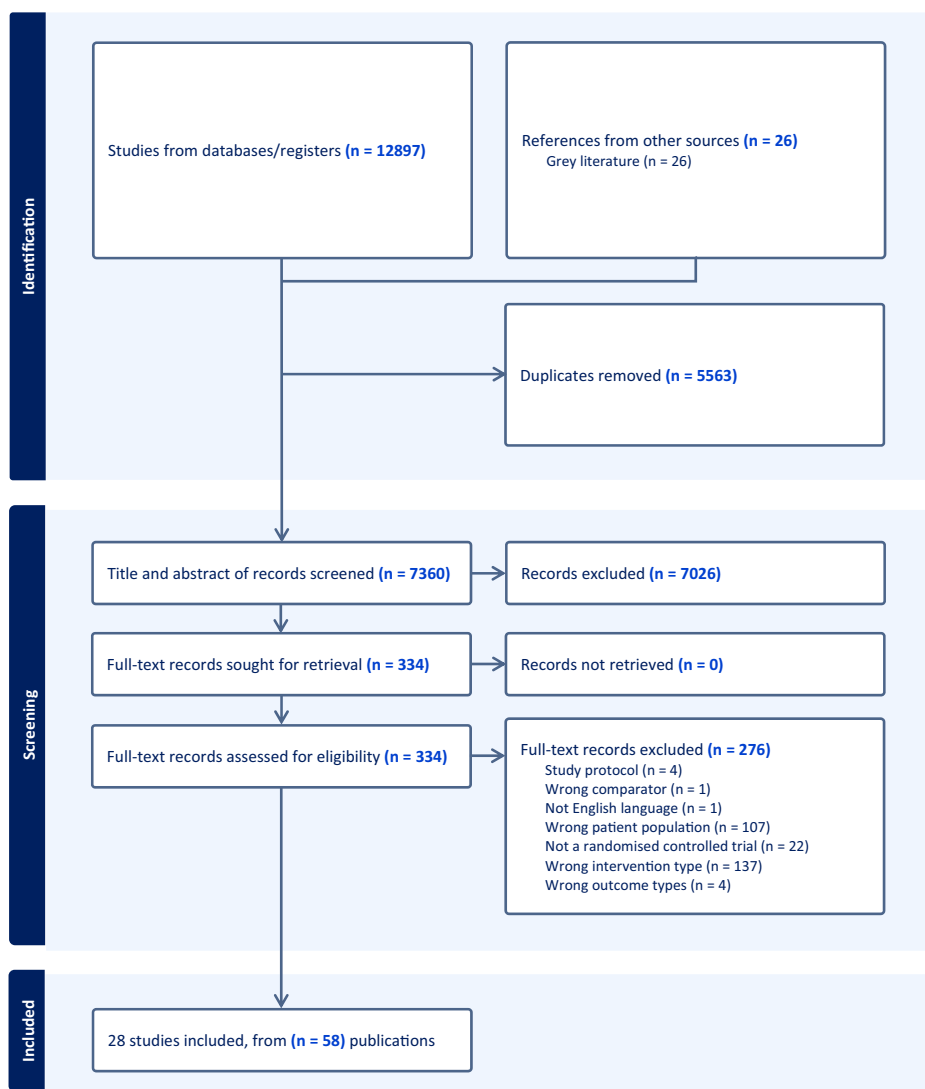 Identification
Studies from databases/registers (n = 12897)
References from other sources (n = 26)
Grey literature (n = 26)
Duplicates removed (n = 5563)
Screening
Title and abstract of records screened (n = 7360)
Records excluded (n = 7026)
Full-text records sought for retrieval (n = 334)
Records not retrieved (n = 0)
Full-text records assessed for eligibility (n = 334)
Full-text records excluded (n = 276)
Study protocol (n = 4)
Wrong comparator (n = 1)
Not English language (n = 1)
Wrong patient population (n = 107)
Not a randomised controlled trial (n = 22)
Wrong intervention type (n = 137)
Wrong outcome types (n = 4)
Included
28 studies included, from (n = 58) publications